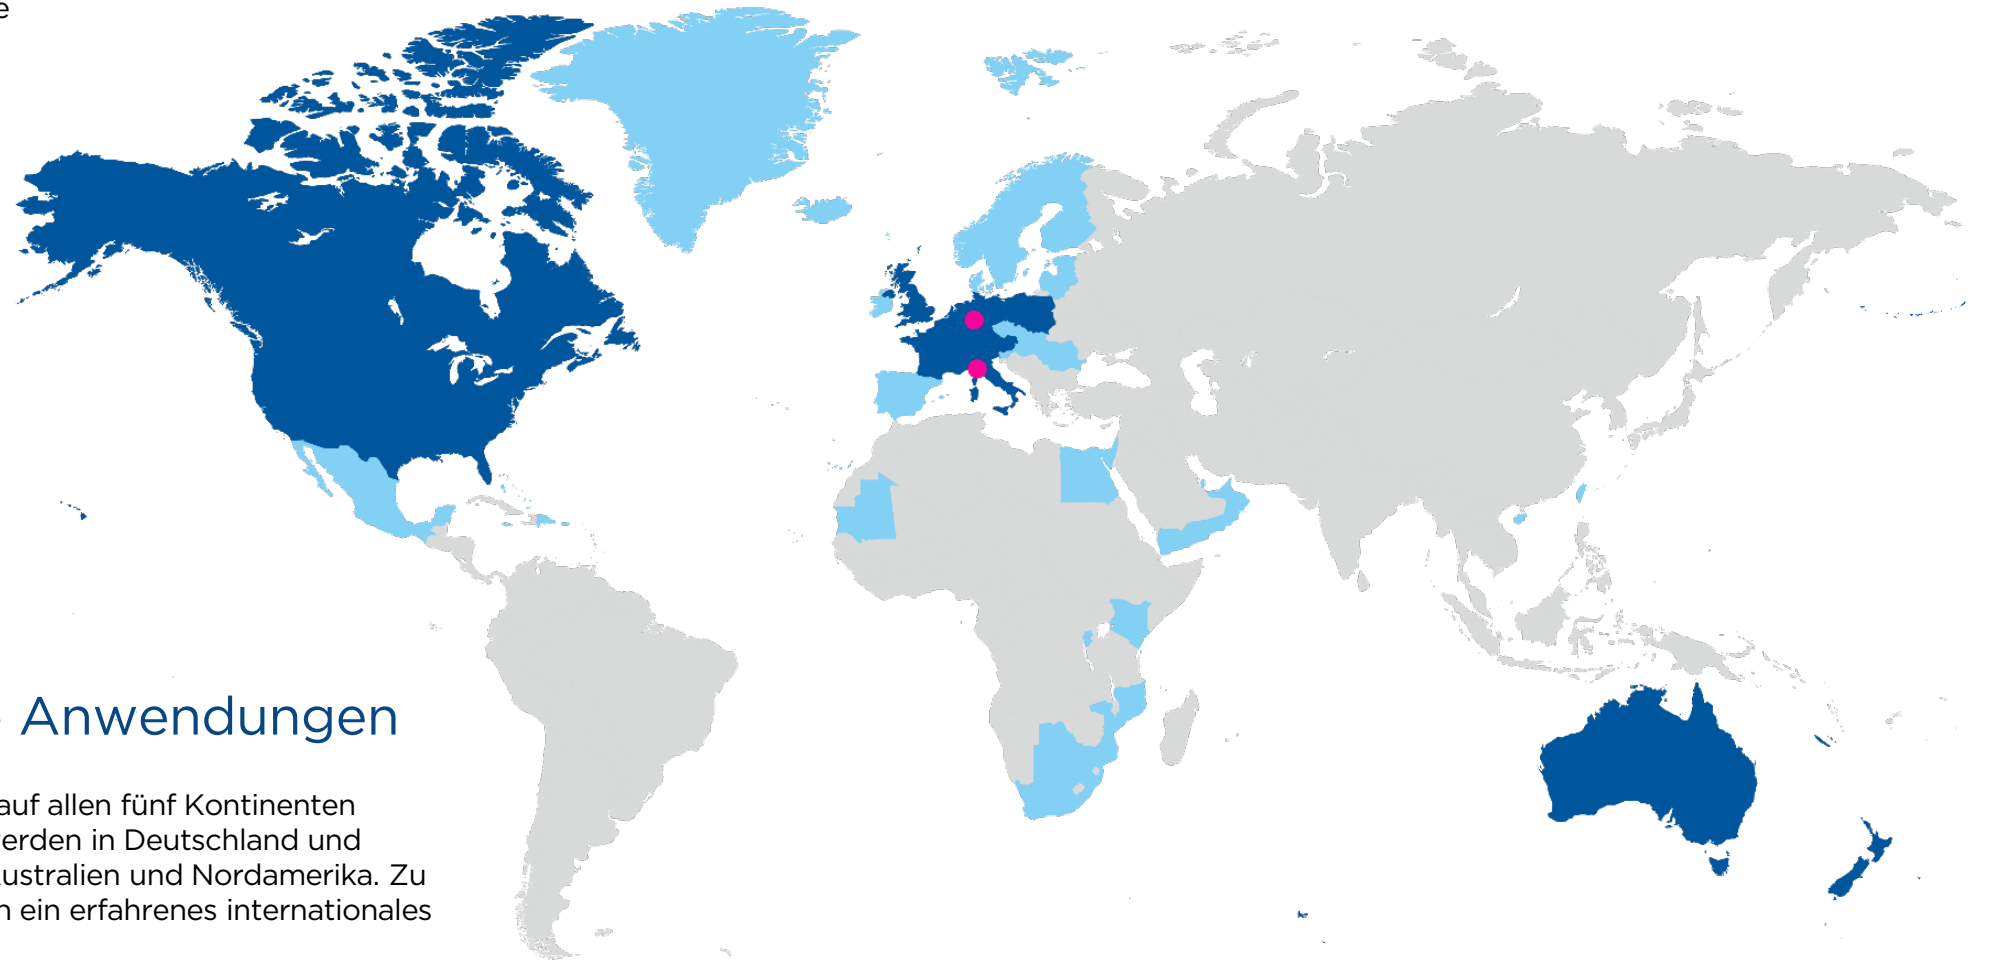 e
Anwendungen
auf allen fünf Kontinenten
erden in Deutschland und
ustralien und Nordamerika. Zu
ein erfahrenes internationales